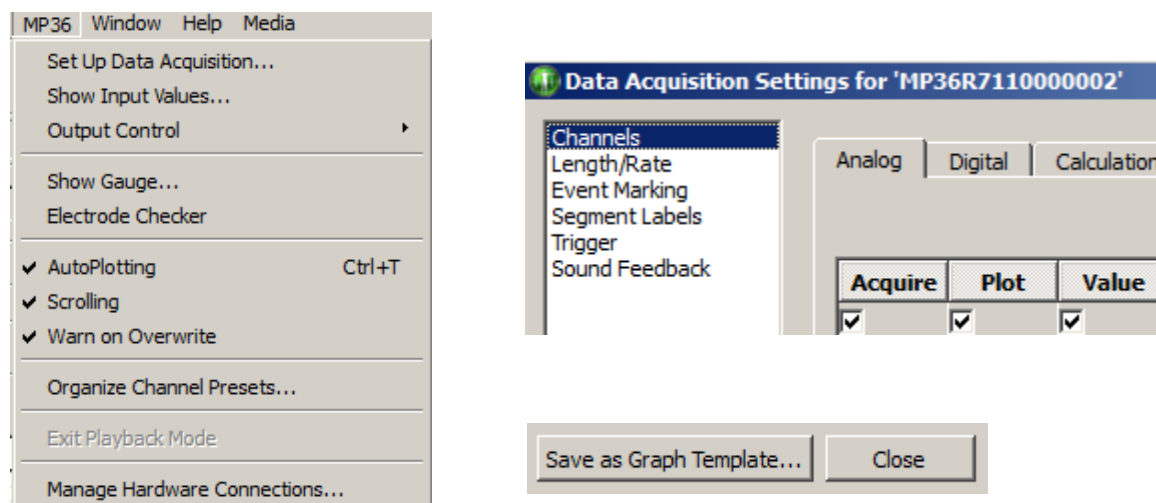 MP36 Window Help Media
Set Up Data Acquisition...
Show Input Values...
Output Control
Show Gauge...
Electrode Checker
AutoPlotting Ctrl+T
Scrolling
Warn on Overwrite
Organize Channel Presets...
Exit Playback Mode
Manage Hardware Connections...
Data Acquisition Settings for 'MP36R7110000002'
Channels
Length/Rate
Event Marking
Segment Labels
Trigger
Sound Feedback
Analog Digital Calculation
Acquire Plot Value
Save as Graph Template... Close